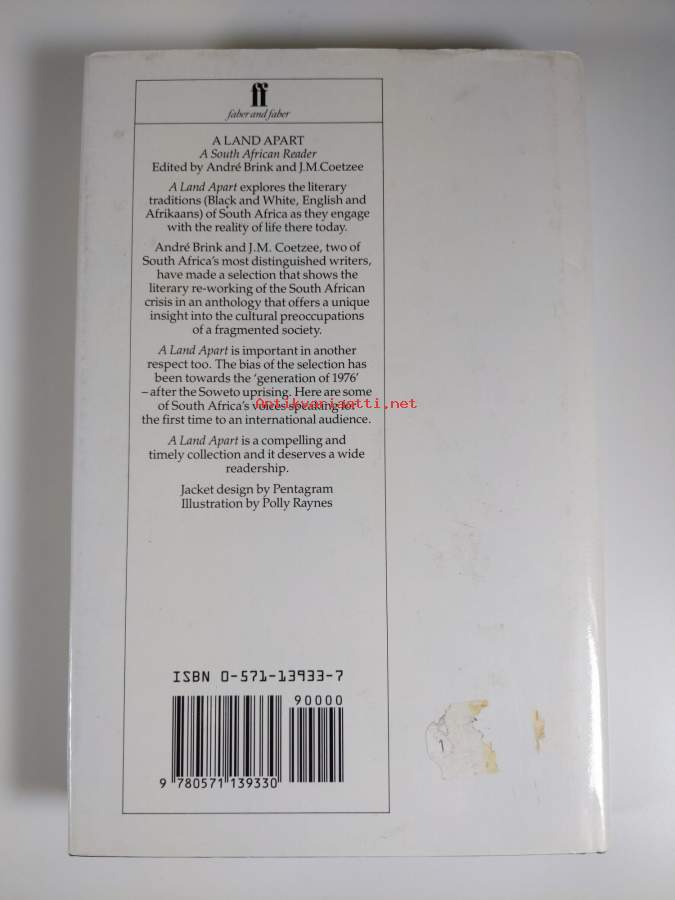 ff
faber and faber
A LAND APART
A South African Reader
Edited by André Brink and J.M.Coetzee
A Land Apart explores the literary
traditions (Black and White, English and
Afrikaans) of South Africa as they engage
with the reality of life there today.
André Brink and J.M. Coetzee, two of
South Africa's most distinguished writers,
have made a selection that shows the
literary re-working of the South African
crisis in an anthology that offers a unique
insight into the cultural preoccupations
of a fragmented society.
A Land Apart is important in another
respect too. The bias of the selection has
been towards the ‘generation of 1976’
–after the Soweto uprising. Here are some
of South Africa's voices speaking for
Antikvariaatti.net
the first time to an international audience.
A Land Apart is a compelling and
timely collection and it deserves a wide
readership.
Jacket design by Pentagram
Illustration by Polly Raynes
ISBN 0-571-13933-7
90000
9 780571 139330